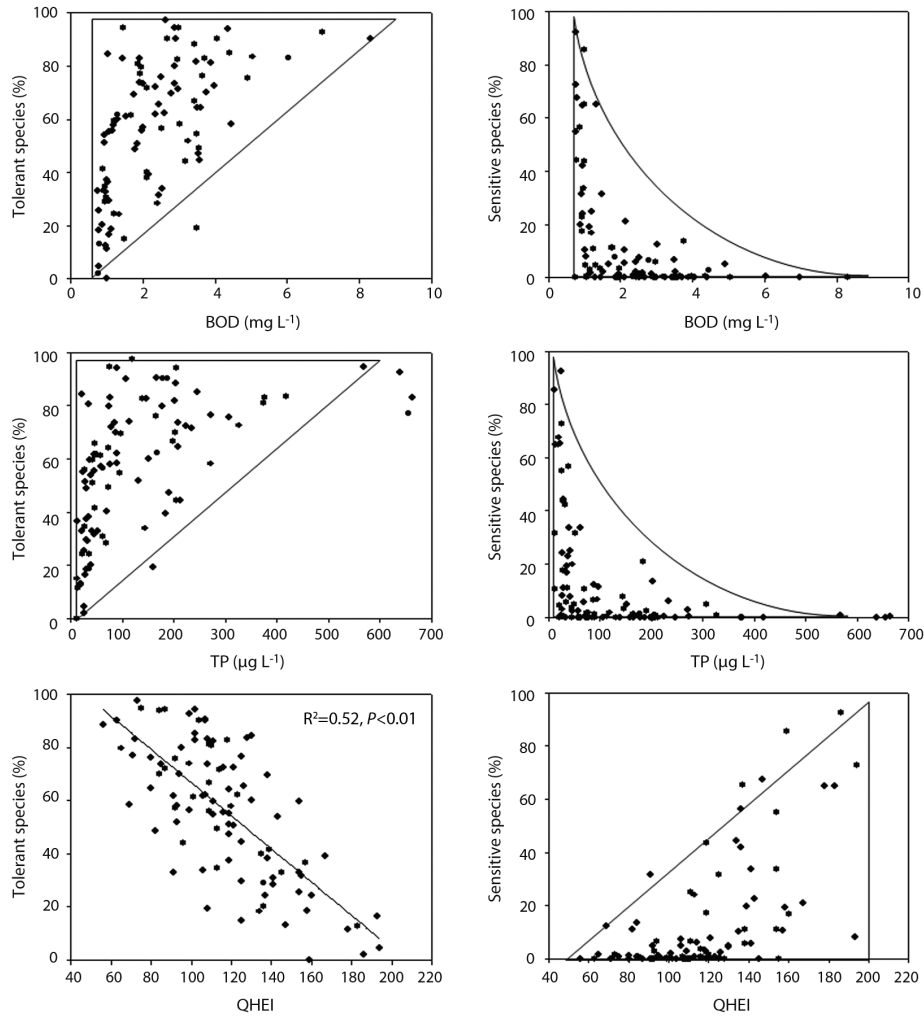 100
80
60
40
20
0
Tolerant species (%)
0 2 4 6 8 10
BOD (mg L-1)
100
80
60
40
20
0
Sensitive species (%)
0 2 4 6 8 10
BOD (mg L-1)
100
80
60
40
20
0
Tolerant species (%)
0 100 200 300 400 500 600 700
TP (µg L-1)
100
80
60
40
20
0
Sensitive species (%)
0 100 200 300 400 500 600 700
TP (µg L-1)
100
80
60
40
20
0
Tolerant species (%)
R2=0.52, P<0.01
40 60 80 100 120 140 160 180 200 220
QHEI
100
80
60
40
20
0
Sensitive species (%)
40 60 80 100 120 140 160 180 200 220
QHEI